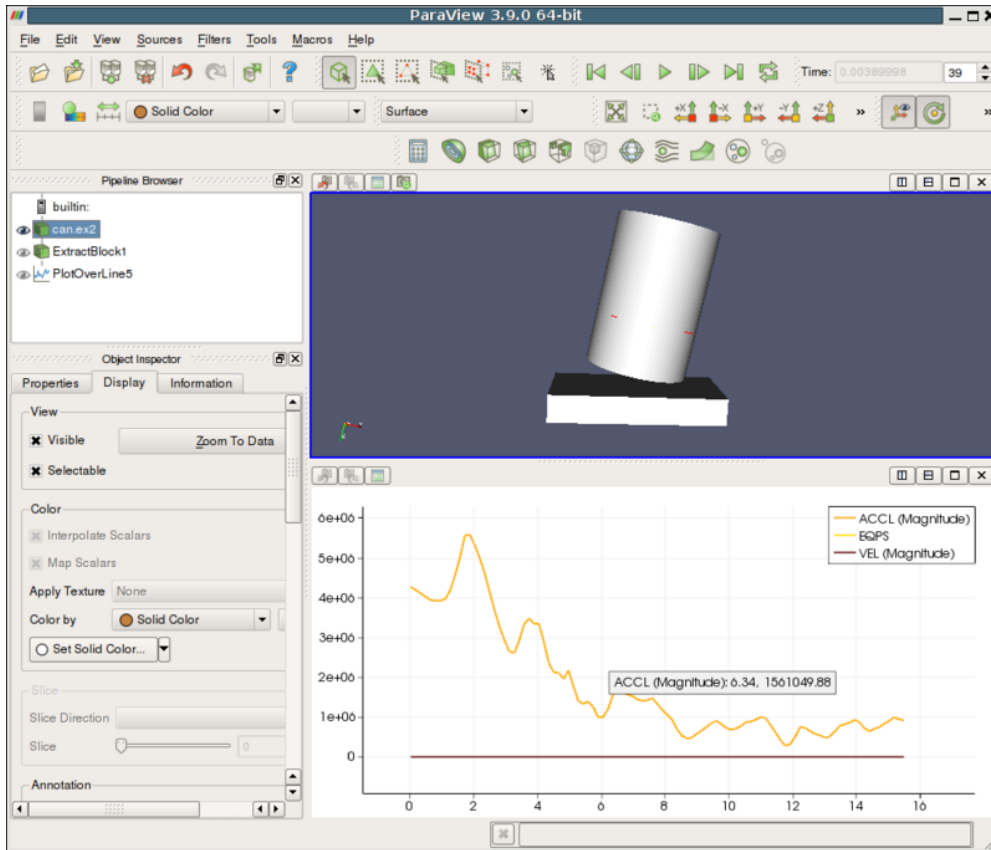 ParaView 3.9.0 64-bit
File Edit View Sources Filters Tools Macros Help
Time: 0.00389998 39
Solid Color Surface +X -X +Y -Y +Z » »
Pipeline Browser
builtin:
can.ex2
ExtractBlock1
PlotOverLine5
Object Inspector
Properties Display Information
View
Visible Zoom To Data
Selectable
Color
Interpolate Scalars
Map Scalars
Apply Texture None
Color by Solid Color
Set Solid Color...
Slice
Slice Direction
Slice 0
Annotation
6e+06
5e+06
4e+06
3e+06
2e+06
1e+06
0
ACCL (Magnitude)
EQPS
VEL (Magnitude)
ACCL (Magnitude): 6.34, 1561049.88
0 2 4 6 8 10 12 14 16